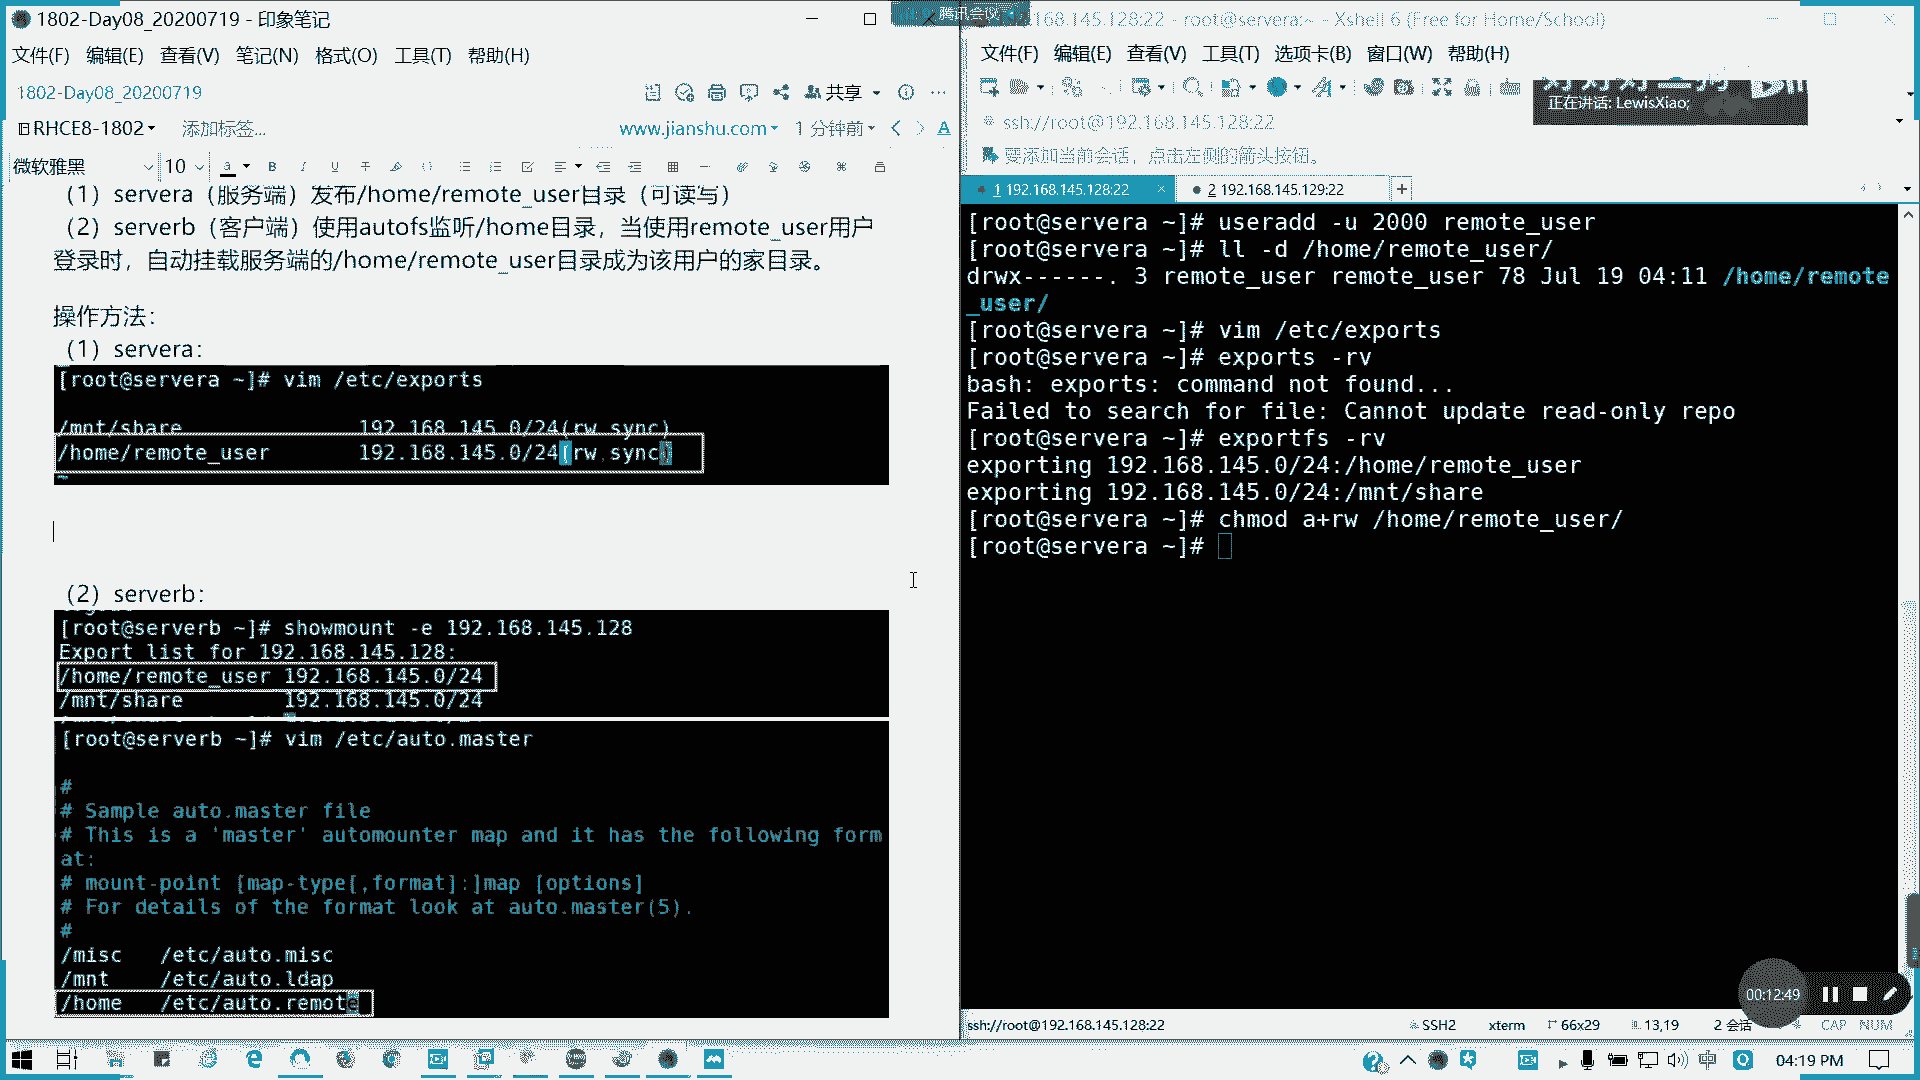 1802-Day08_20200719 - 印象笔记
文件(F) 编辑(E) 查看(V) 笔记(N) 格式(O) 工具(T) 帮助(H)
1802-Day08_20200719
共享
RHCE8-1802
添加标签...
www.jianshu.com
1 分钟前
微软雅黑
10
（1）servera（服务端）发布/home/remote_user目录（可读写）
（2）serverb（客户端）使用autofs监听/home目录，当使用remote_user用户
登录时，自动挂载服务端的/home/remote_user目录成为该用户的家目录。
操作方法：
（1）servera：
[root@servera ~]# vim /etc/exports
/mnt/share 192.168.145.0/24(rw,sync)
/home/remote_user 192.168.145.0/24(rw,sync)
（2）serverb：
[root@serverb ~]# showmount -e 192.168.145.128
Export list for 192.168.145.128:
/home/remote_user 192.168.145.0/24
/mnt/share 192.168.145.0/24
[root@serverb ~]# vim /etc/auto.master
#
# Sample auto.master file
# This is a 'master' automounter map and it has the following form
at:
# mount-point [map-type[,format]:]map [options]
# For details of the format look at auto.master(5).
#
/misc /etc/auto.misc
/mnt /etc/auto.ldap
/home /etc/auto.remote
腾讯会议
192.168.145.128:22 - root@servera:~ - Xshell 6 (Free for Home/School)
文件(F) 编辑(E) 查看(V) 工具(T) 选项卡(B) 窗口(W) 帮助(H)
正在讲话: LewisXiao;
ssh://root@192.168.145.128:22
要添加当前会话，点击左侧的箭头按钮。
1 192.168.145.128:22
2 192.168.145.129:22
[root@servera ~]# useradd -u 2000 remote_user
[root@servera ~]# ll -d /home/remote_user/
drwx------. 3 remote_user remote_user 78 Jul 19 04:11 /home/remote
_user/
[root@servera ~]# vim /etc/exports
[root@servera ~]# exports -rv
bash: exports: command not found...
Failed to search for file: Cannot update read-only repo
[root@servera ~]# exportfs -rv
exporting 192.168.145.0/24:/home/remote_user
exporting 192.168.145.0/24:/mnt/share
[root@servera ~]# chmod a+rw /home/remote_user/
[root@servera ~]#
00:12:49
ssh://root@192.168.145.128:22
SSH2
xterm
66x29
13,19
2 会话
CAP NUM
中
04:19 PM